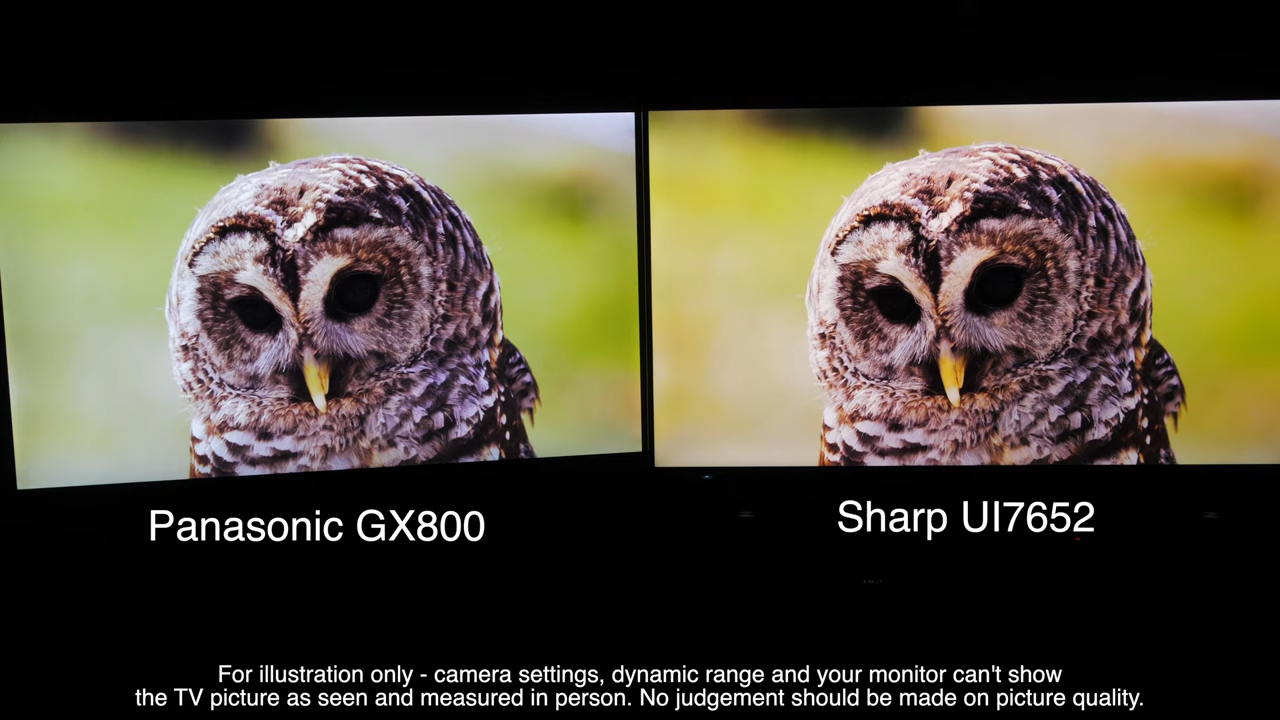 Panasonic GX800
Sharp UI7652
For illustration only - camera settings, dynamic range and your monitor can't show
the TV picture as seen and measured in person. No judgement should be made on picture quality.